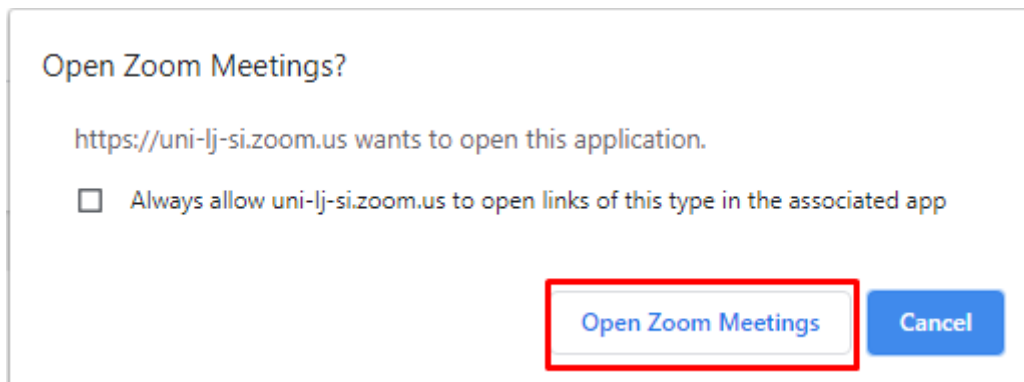 Open Zoom Meetings?
https://uni-lj-si.zoom.us wants to open this application.
Always allow uni-lj-si.zoom.us to open links of this type in the associated app
Open Zoom Meetings
Cancel